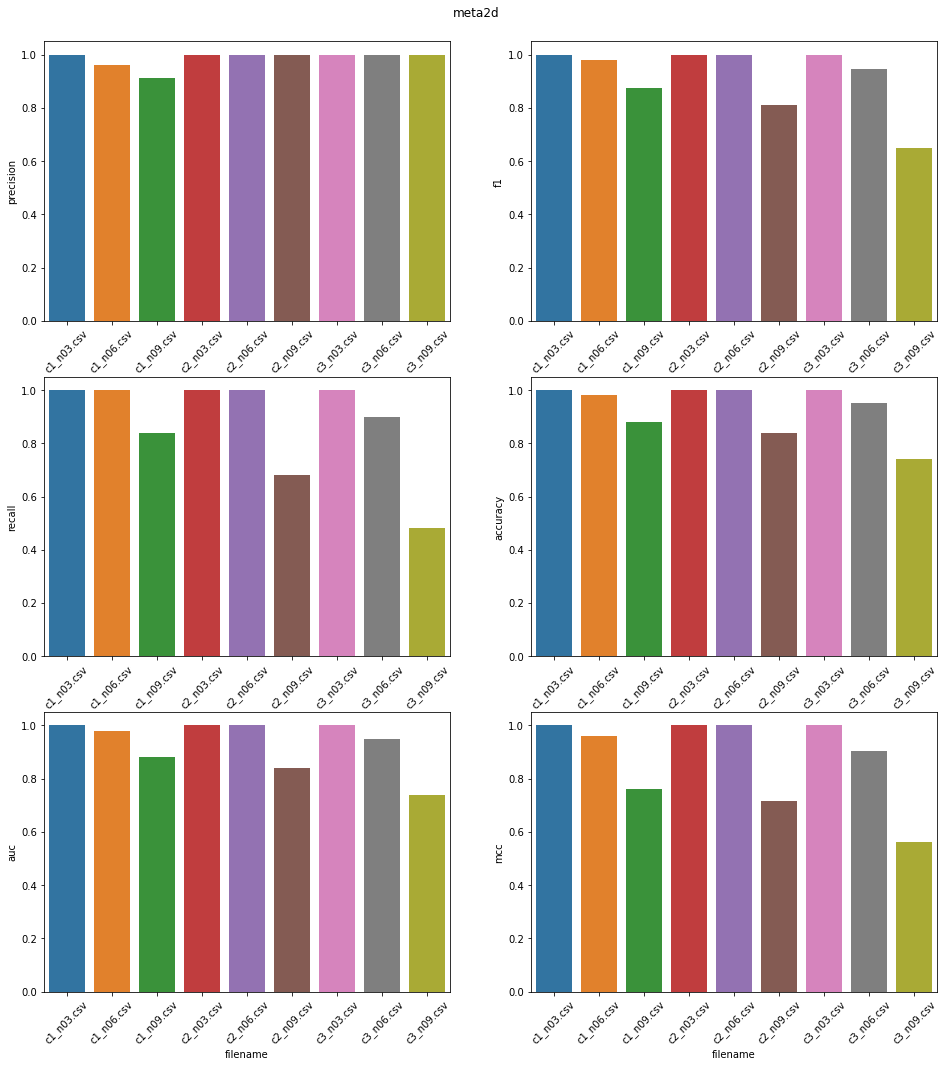 meta2d
1.0
0.8
0.6
0.4
0.2
0.0
precision
c1_n03.csv
c1_n06.csv
c1_n09.csv
c2_n03.csv
c2_n06.csv
c2_n09.csv
c3_n03.csv
c3_n06.csv
c3_n09.csv
1.0
0.8
0.6
0.4
0.2
0.0
f1
c1_n03.csv
c1_n06.csv
c1_n09.csv
c2_n03.csv
c2_n06.csv
c2_n09.csv
c3_n03.csv
c3_n06.csv
c3_n09.csv
1.0
0.8
0.6
0.4
0.2
0.0
recall
c1_n03.csv
c1_n06.csv
c1_n09.csv
c2_n03.csv
c2_n06.csv
c2_n09.csv
c3_n03.csv
c3_n06.csv
c3_n09.csv
1.0
0.8
0.6
0.4
0.2
0.0
accuracy
c1_n03.csv
c1_n06.csv
c1_n09.csv
c2_n03.csv
c2_n06.csv
c2_n09.csv
c3_n03.csv
c3_n06.csv
c3_n09.csv
1.0
0.8
0.6
0.4
0.2
0.0
auc
c1_n03.csv
c1_n06.csv
c1_n09.csv
c2_n03.csv
c2_n06.csv
c2_n09.csv
c3_n03.csv
c3_n06.csv
c3_n09.csv
filename
1.0
0.8
0.6
0.4
0.2
0.0
mcc
c1_n03.csv
c1_n06.csv
c1_n09.csv
c2_n03.csv
c2_n06.csv
c2_n09.csv
c3_n03.csv
c3_n06.csv
c3_n09.csv
filename